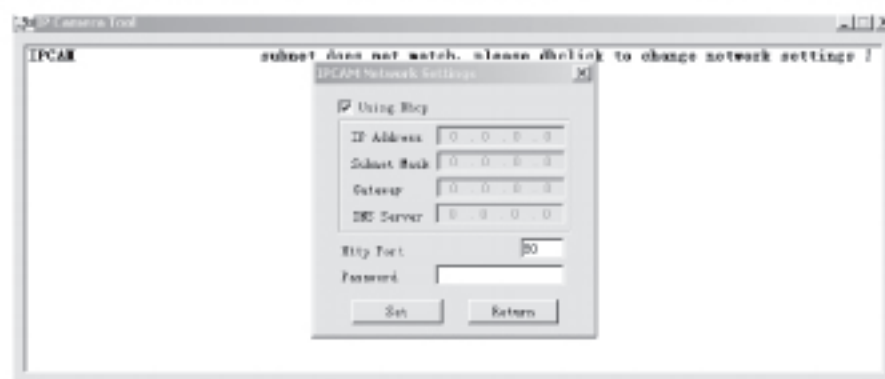 IP Camera Tool
IPCAM subnet does not match, please dbclick to change network settings !
IPCAM Network Settings
Using Dhcp
IP Address 0 . 0 . 0 . 0
Subnet Mask 0 . 0 . 0 . 0
Gateway 0 . 0 . 0 . 0
DNS Server 0 . 0 . 0 . 0
Http Port 80
Password
Set Return